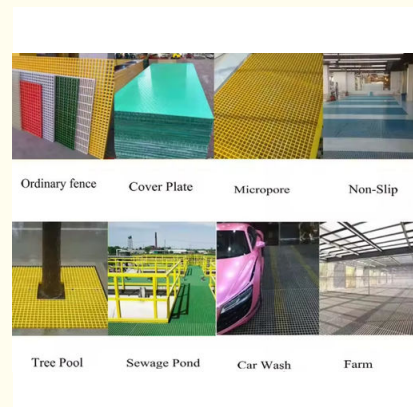 Ordinary fence
Cover Plate
Micropore
Non-Slip
Tree Pool
Sewage Pond
Car Wash
Farm